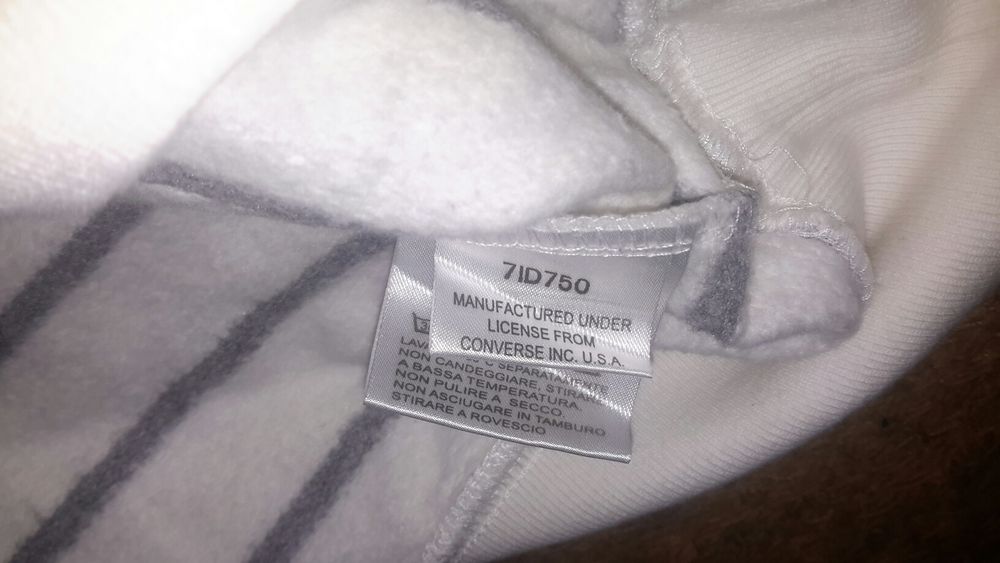 7ID750
MANUFACTURED UNDER
LICENSE FROM
CONVERSE INC. U.S.A.
SEPARATAMENTE
NON CANDEGGIARE, STIRARE
A BASSA TEMPERATURA.
NON PULIRE A SECCO.
NON ASCIUGARE IN TAMBURO
STIRARE A ROVESCIO